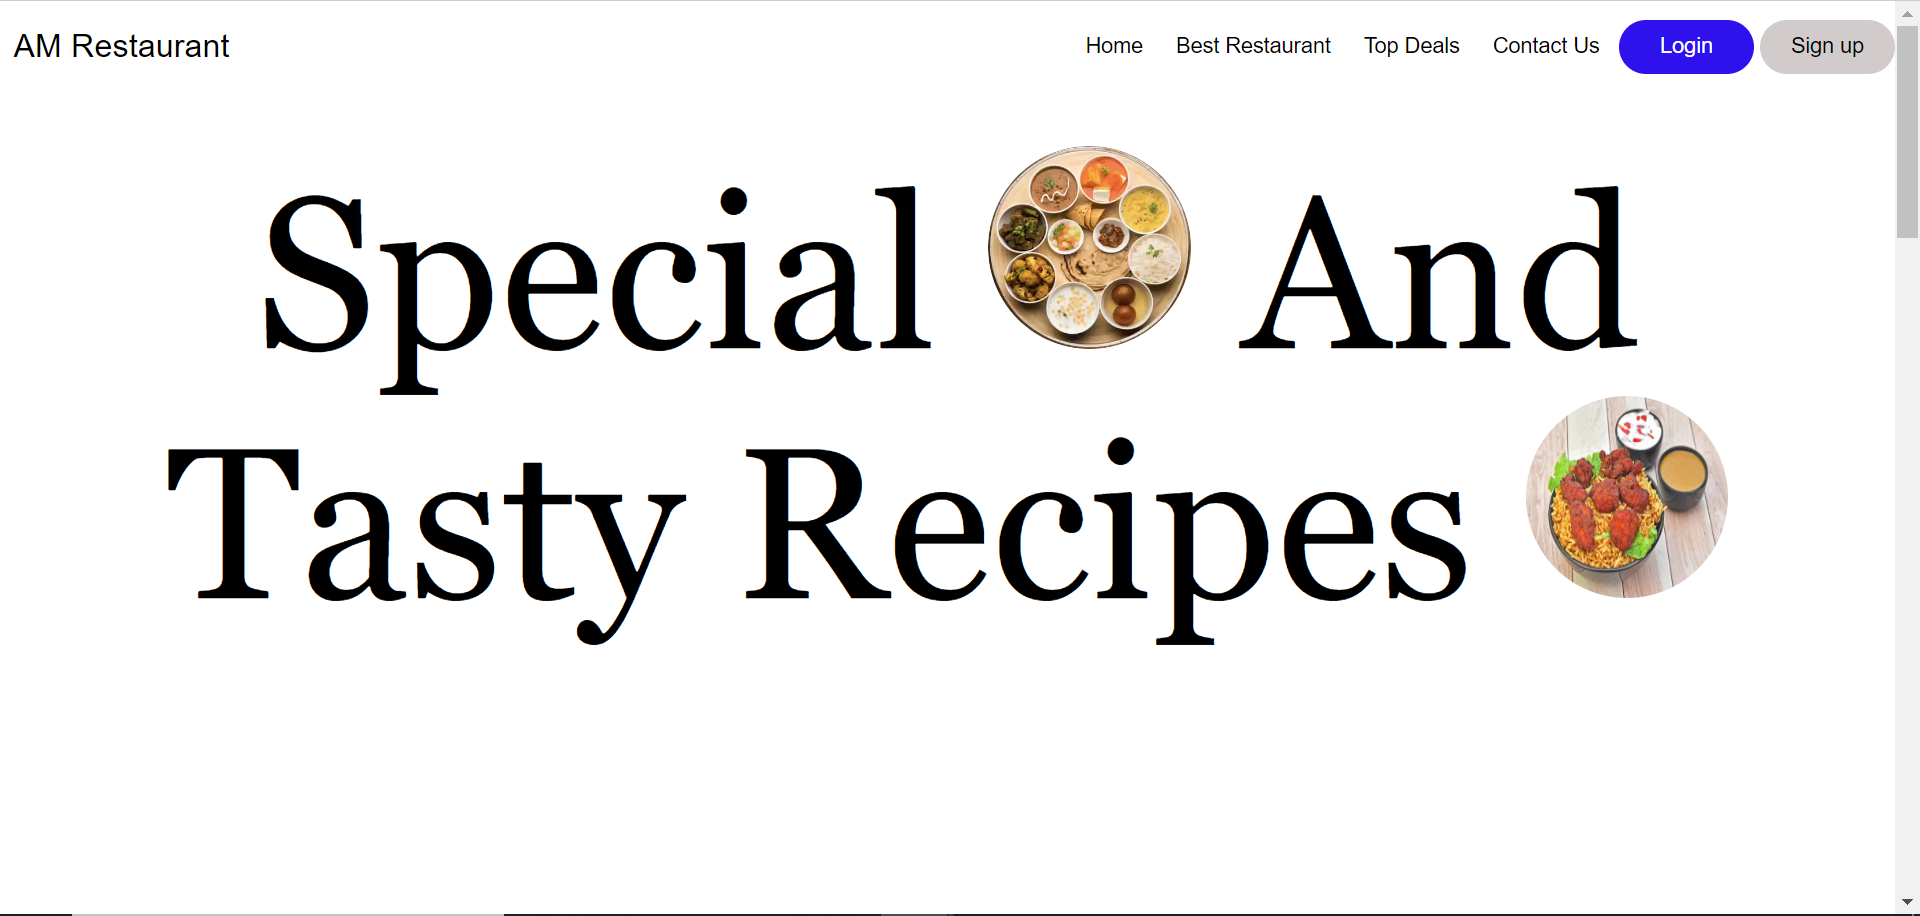 AM Restaurant
Home Best Restaurant Top Deals Contact Us Login Sign up
Special And
Tasty Recipes